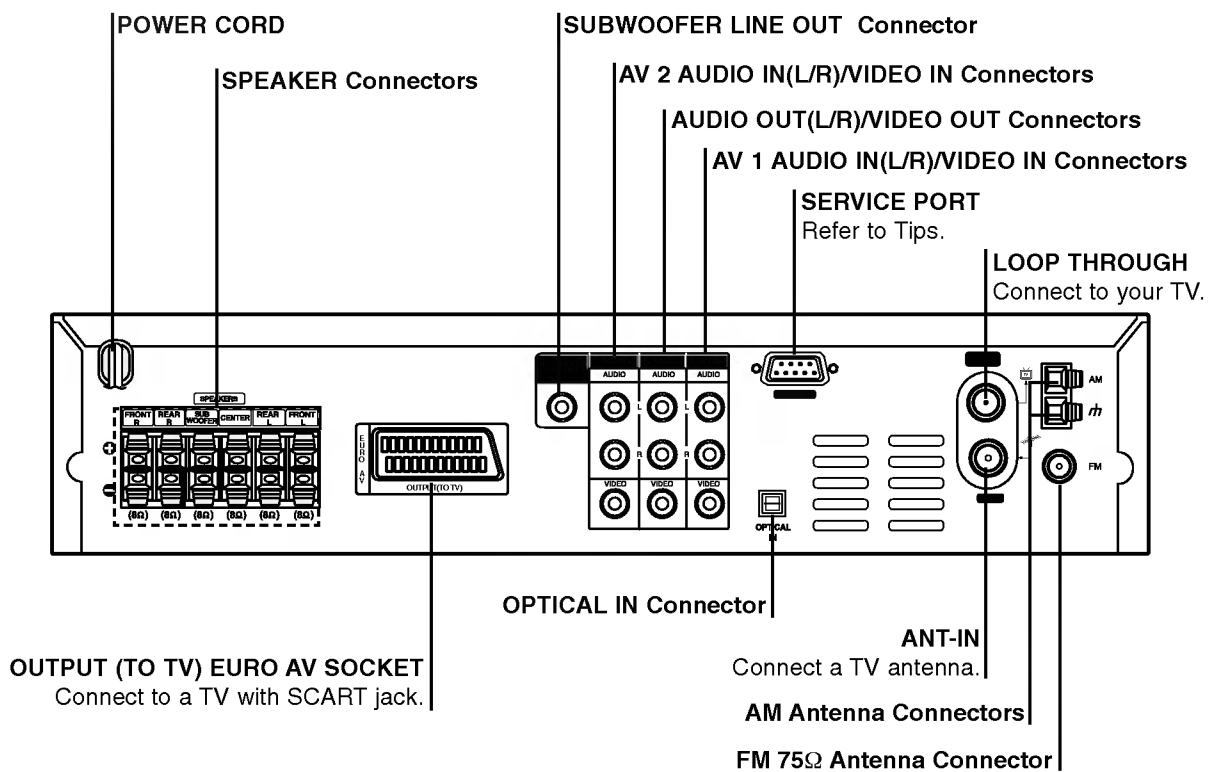 POWER CORD
SUBWOOFER LINE OUT Connector
SPEAKER Connectors
AV 2 AUDIO IN(L/R)/VIDEO IN Connectors
AUDIO OUT(L/R)/VIDEO OUT Connectors
AV 1 AUDIO IN(L/R)/VIDEO IN Connectors
SERVICE PORT
Refer to Tips.
LOOP THROUGH
Connect to your TV.
AUDIO AUDIO AUDIO
AM
SPEAKERS
FRONT R REAR R SUB WOOFER CENTER REAR L FRONT L
L L
EURO AV
R R
FM
OUTPUT(TO TV)
VIDEO VIDEO VIDEO
(8Ω) (8Ω) (8Ω) (8Ω) (8Ω) (8Ω)
OPTICAL
IN
OPTICAL IN Connector
ANT-IN
Connect a TV antenna.
OUTPUT (TO TV) EURO AV SOCKET
Connect to a TV with SCART jack.
AM Antenna Connectors
FM 75Ω Antenna Connector